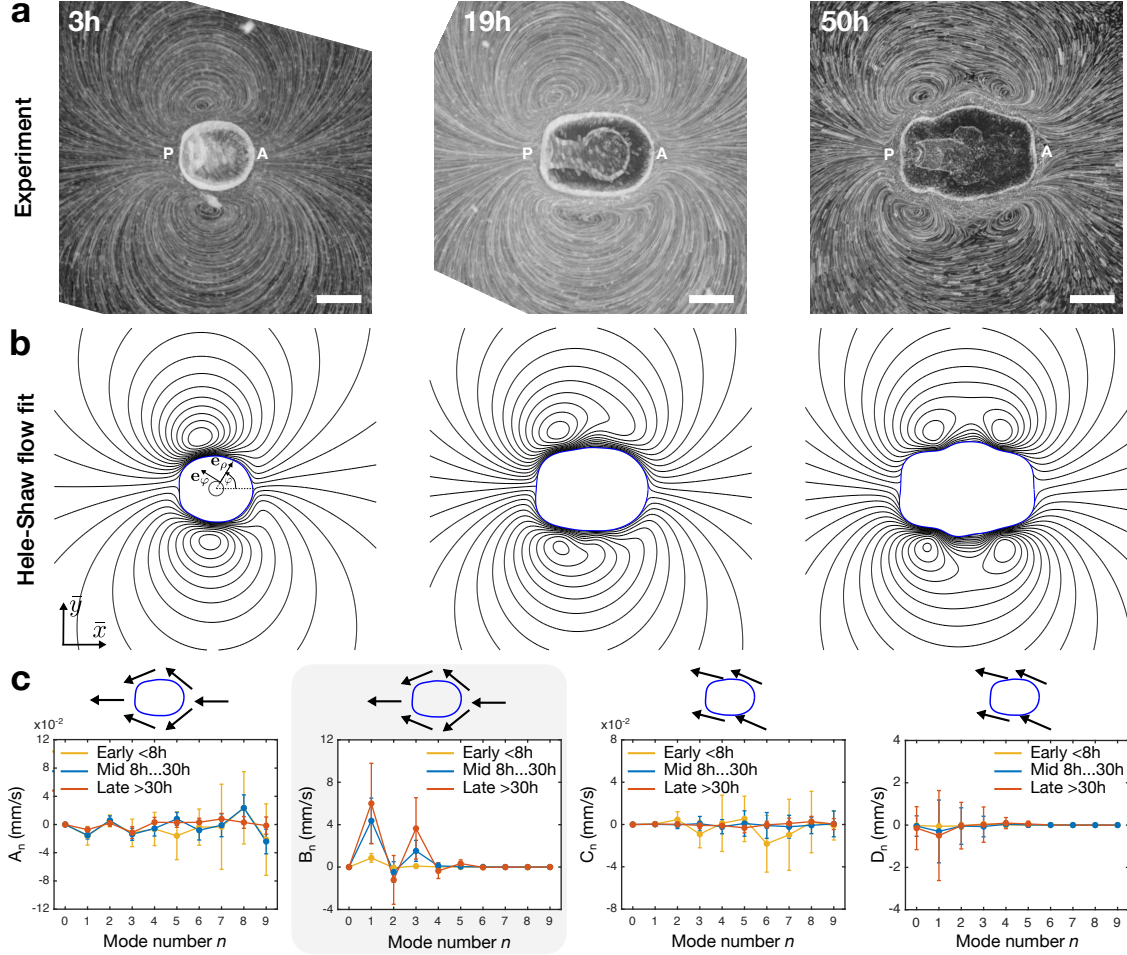 a
3h
19h
50h
Experiment
P
A
P
A
P
A
b
Hele-Shaw flow fit
e_φ
e_ρ
φ
ȳ
x̄
c
x10^-2
12
8
4
0
-4
-8
-12
A_n (mm/s)
Early <8h
Mid 8h...30h
Late >30h
0 1 2 3 4 5 6 7 8 9
Mode number n
12
8
4
0
-4
B_n (mm/s)
Early <8h
Mid 8h...30h
Late >30h
0 1 2 3 4 5 6 7 8 9
Mode number n
x10^-2
12
8
4
0
-4
-8
-12
C_n (mm/s)
Early <8h
Mid 8h...30h
Late >30h
0 1 2 3 4 5 6 7 8 9
Mode number n
4
2
0
-2
-4
D_n (mm/s)
Early <8h
Mid 8h...30h
Late >30h
0 1 2 3 4 5 6 7 8 9
Mode number n